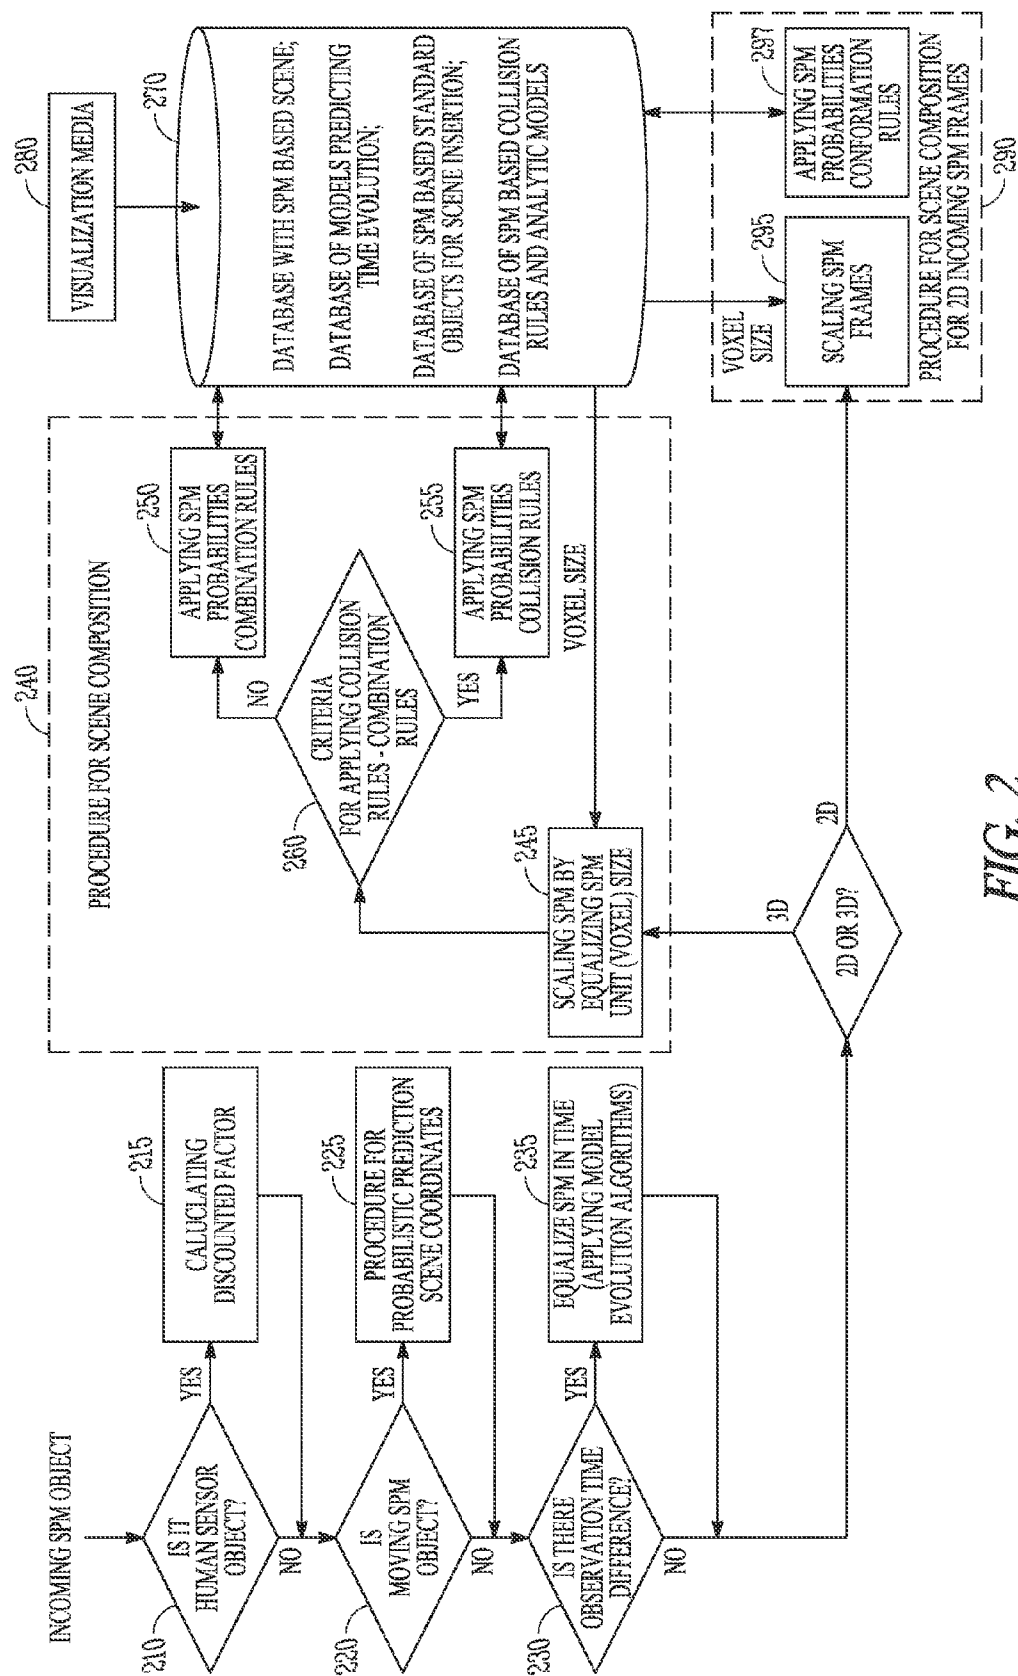 INCOMING SPM OBJECT
210
IS IT
HUMAN SENSOR
OBJECT?
YES
NO
215
CALUCLATING
DISCOUNTED FACTOR
220
IS
MOVING SPM
OBJECT?
YES
NO
225
PROCEDURE FOR
PROBABILISTIC PREDICTION
SCENE COORDINATES
230
IS THERE
OBSERVATION TIME
DIFFERENCE?
YES
NO
235
EQUALIZE SPM IN TIME
(APPLYING MODEL
EVOLUTION ALGORITHMS)
2D OR 3D?
3D
2D
240
PROCEDURE FOR SCENE COMPOSITION
245
SCALING SPM BY
EQUALIZING SPM
UNIT (VOXEL) SIZE
260
CRITERIA
FOR APPLYING COLLISION
RULES - COMBINATION
RULES
NO
YES
250
APPLYING SPM
PROBABILITIES
COMBINATION RULES
255
APPLYING SPM
PROBABILITIES
COLLISION RULES
VOXEL SIZE
280
VISUALIZATION MEDIA
270
DATABASE WITH SPM BASED SCENE;
DATABASE OF MODELS PREDICTING
TIME EVOLUTION;
DATABASE OF SPM BASED STANDARD
OBJECTS FOR SCENE INSERTION;
DATABASE OF SPM BASED COLLISION
RULES AND ANALYTIC MODELS
VOXEL
SIZE
295
SCALING SPM
FRAMES
297
APPLYING SPM
PROBABILITIES
CONFORMATION
RULES
PROCEDURE FOR SCENE COMPOSITION
FOR 2D INCOMING SPM FRAMES
290
FIG. 2